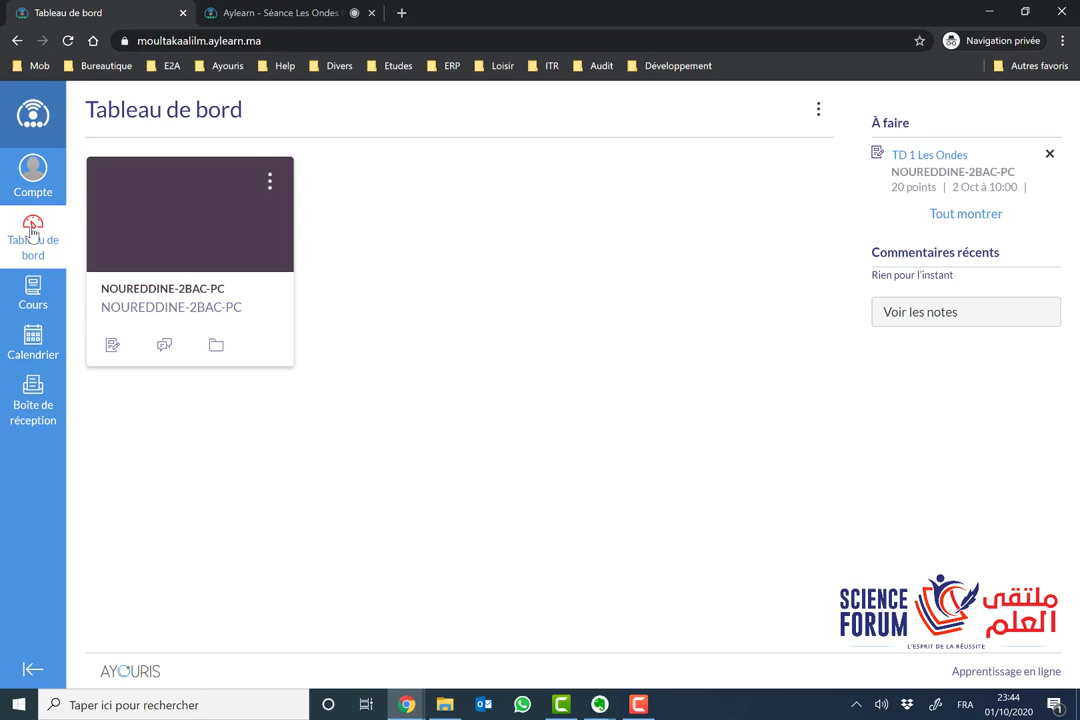 Tableau de bord
Aylearn - Séance Les Ondes
moultakaalilm.aylearn.ma
Navigation privée
Mob
Bureautique
E2A
Ayouris
Help
Divers
Etudes
ERP
Loisir
ITR
Audit
Développement
Autres favoris
Compte
Tableau de
bord
Cours
Calendrier
Boîte de
réception
Tableau de bord
NOUREDDINE-2BAC-PC
NOUREDDINE-2BAC-PC
À faire
TD 1 Les Ondes
NOUREDDINE-2BAC-PC
20 points | 2 Oct à 10:00 |
Tout montrer
Commentaires récents
Rien pour l'instant
Voir les notes
SCIENCE
FORUM
ملتقى
العلم
L'ESPRIT DE LA RÉUSSITE
AYOURIS
Apprentissage en ligne
Taper ici pour rechercher
FRA
23:44
01/10/2020
1